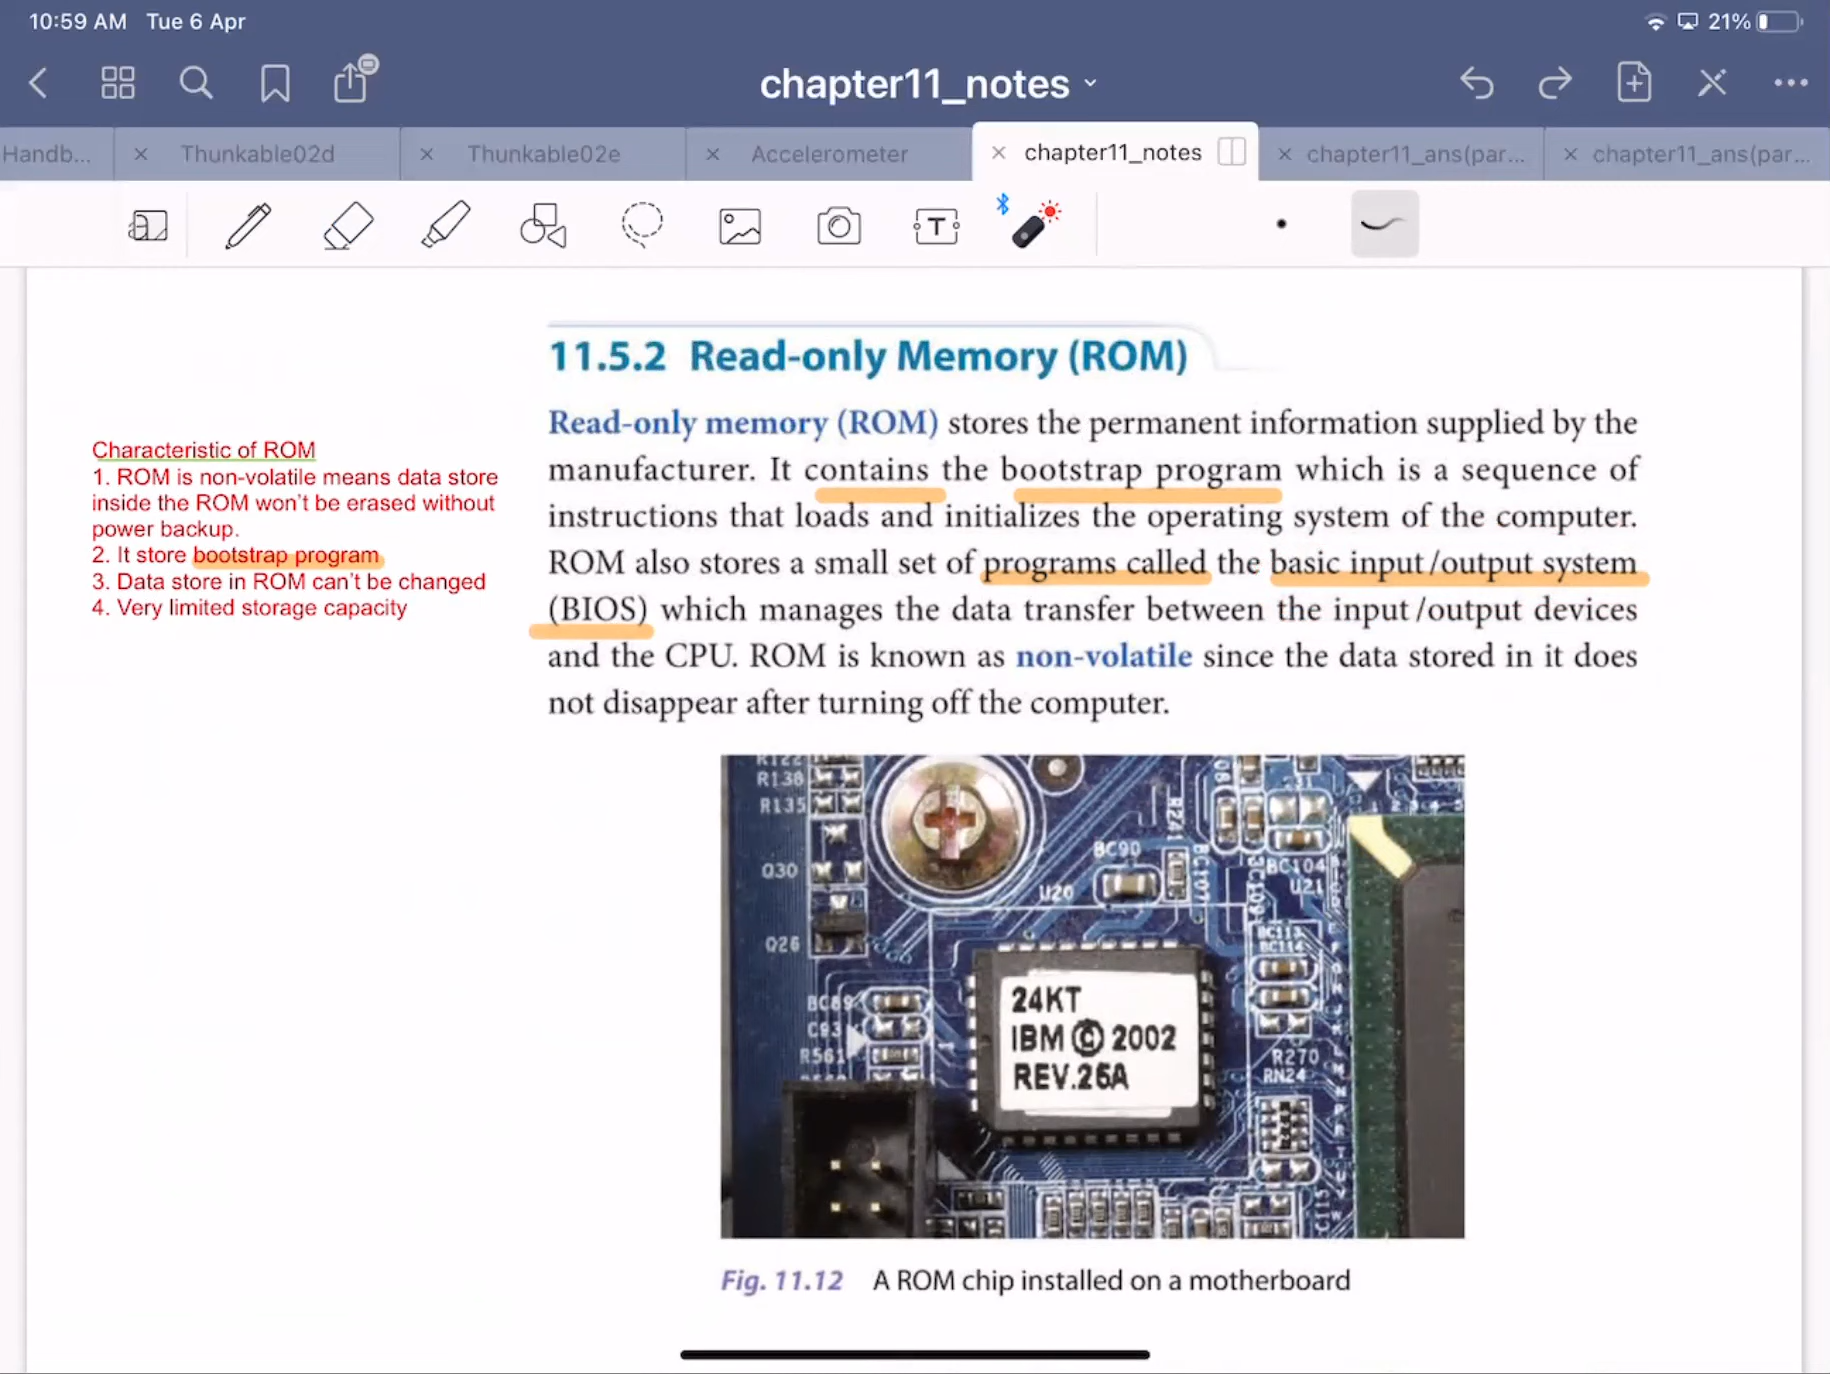 10:59 AM Tue 6 Apr
21%
chapter11_notes
Handb...
Thunkable02d
Thunkable02e
Accelerometer
chapter11_notes
chapter11_ans(par...
chapter11_ans(par...
T
11.5.2 Read-only Memory (ROM)
Read-only memory (ROM) stores the permanent information supplied by the
manufacturer. It contains the bootstrap program which is a sequence of
instructions that loads and initializes the operating system of the computer.
ROM also stores a small set of programs called the basic input/output system
(BIOS) which manages the data transfer between the input/output devices
and the CPU. ROM is known as non-volatile since the data stored in it does
not disappear after turning off the computer.
Characteristic of ROM
1. ROM is non-volatile means data store
inside the ROM won't be erased without
power backup.
2. It store bootstrap program
3. Data store in ROM can't be changed
4. Very limited storage capacity
R122
R138
R135
Q30
Q26
BC90
U20
R241
BC107
BC104
U21
BC113
BC114
BC89
C93
R561
R270
RN24
C115
24KT
IBM © 2002
REV.26A
Fig. 11.12 A ROM chip installed on a motherboard